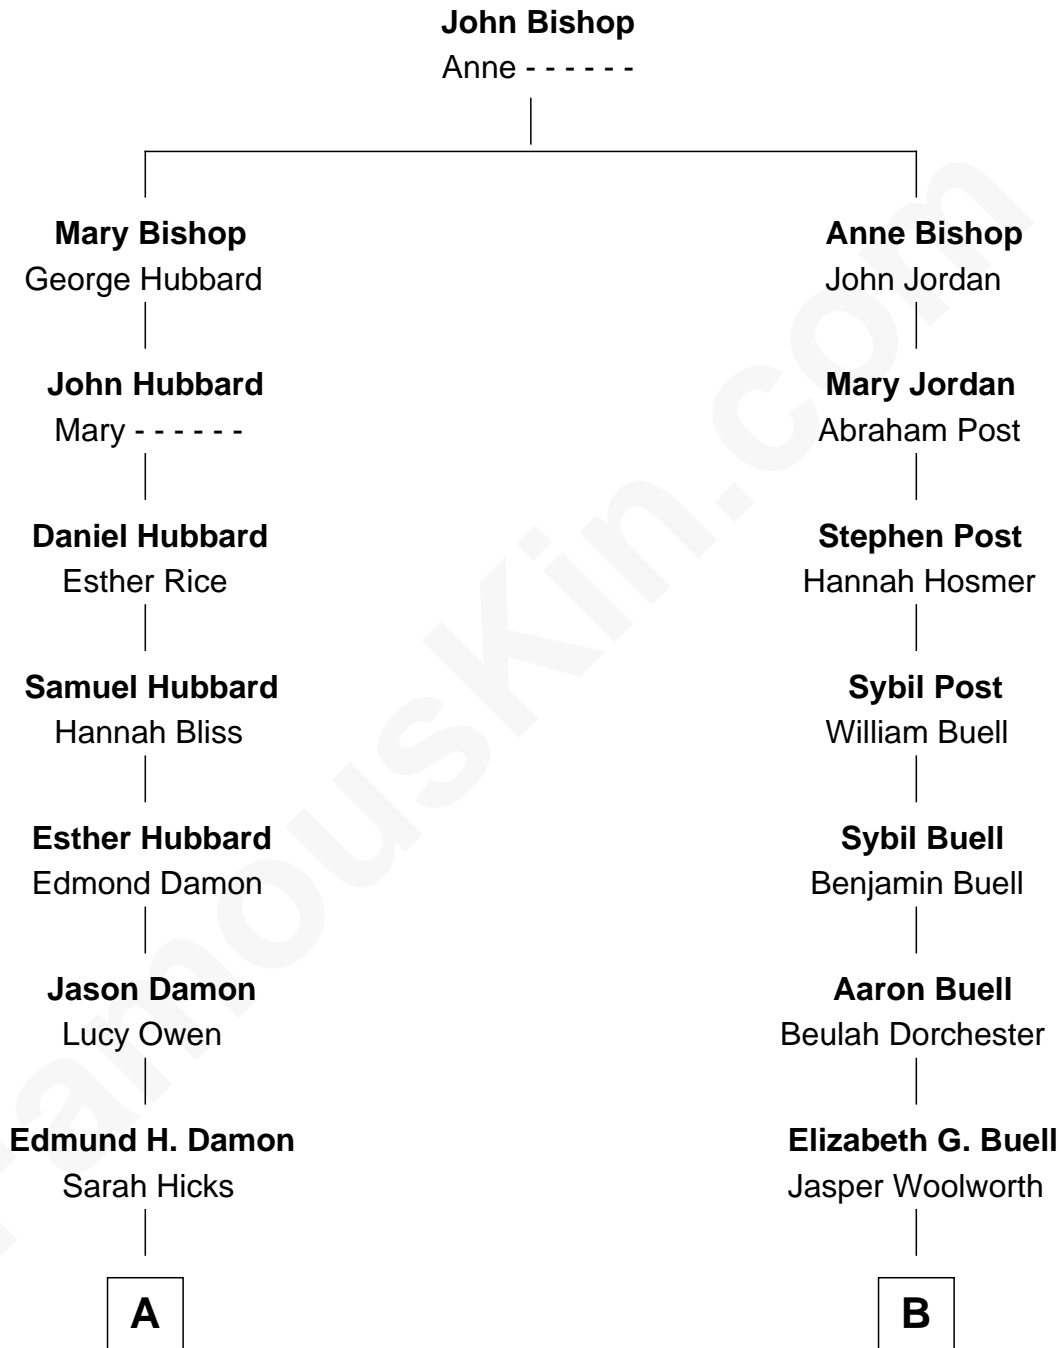 John Bishop
Anne - - - - - -
Mary Bishop
George Hubbard
Anne Bishop
John Jordan
John Hubbard
Mary - - - - - -
Mary Jordan
Abraham Post
Daniel Hubbard
Esther Rice
Stephen Post
Hannah Hosmer
Samuel Hubbard
Hannah Bliss
Sybil Post
William Buell
Esther Hubbard
Edmond Damon
Sybil Buell
Benjamin Buell
Jason Damon
Lucy Owen
Aaron Buell
Beulah Dorchester
Edmund H. Damon
Sarah Hicks
Elizabeth G. Buell
Jasper Woolworth
A
B
FamousKin.com